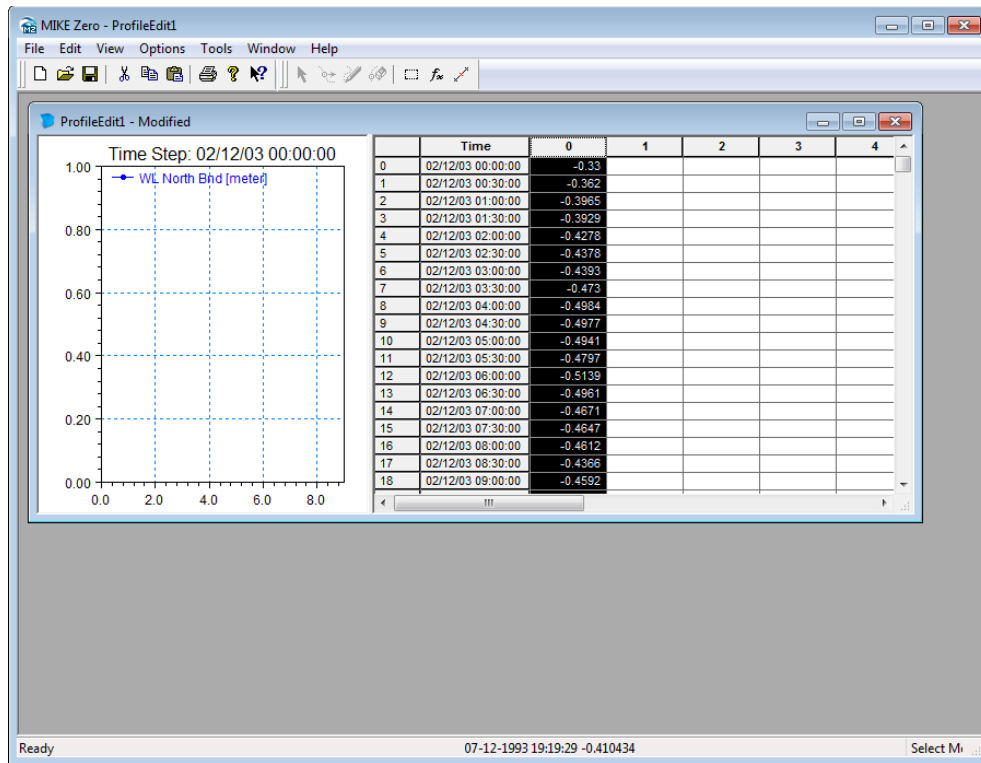 MIKE Zero - ProfileEdit1
File Edit View Options Tools Window Help
ProfileEdit1 - Modified
Time Step: 02/12/03 00:00:00
WL North Bnd [meter]
1.00
0.80
0.60
0.40
0.20
0.00
0.0 2.0 4.0 6.0 8.0
Time 0 1 2 3 4
0 02/12/03 00:00:00 -0.33
1 02/12/03 00:30:00 -0.362
2 02/12/03 01:00:00 -0.3965
3 02/12/03 01:30:00 -0.3929
4 02/12/03 02:00:00 -0.4278
5 02/12/03 02:30:00 -0.4378
6 02/12/03 03:00:00 -0.4393
7 02/12/03 03:30:00 -0.473
8 02/12/03 04:00:00 -0.4984
9 02/12/03 04:30:00 -0.4977
10 02/12/03 05:00:00 -0.4941
11 02/12/03 05:30:00 -0.4797
12 02/12/03 06:00:00 -0.5139
13 02/12/03 06:30:00 -0.4961
14 02/12/03 07:00:00 -0.4671
15 02/12/03 07:30:00 -0.4647
16 02/12/03 08:00:00 -0.4612
17 02/12/03 08:30:00 -0.4366
18 02/12/03 09:00:00 -0.4592
Ready 07-12-1993 19:19:29 -0.410434 Select M